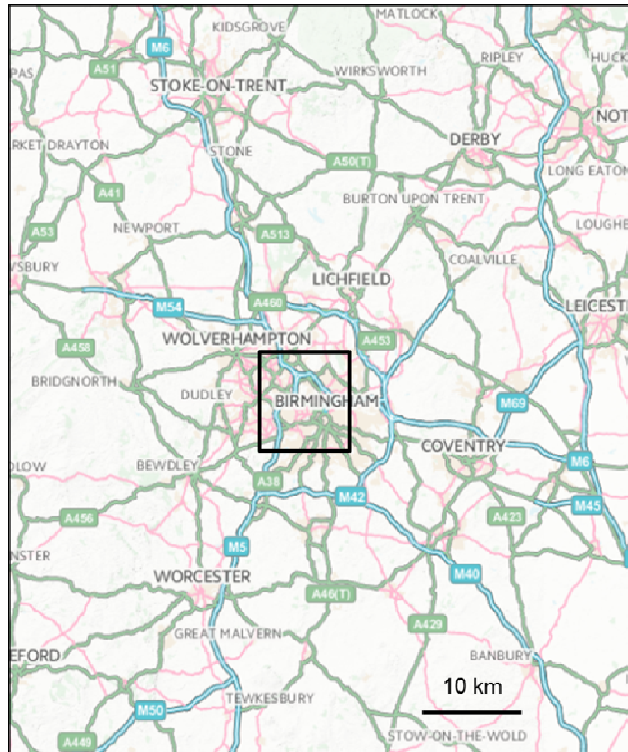 MATLOCK
KIDSGROVE
M6
RIPLEY
HUCK
PAS
A51
WIRKSWORTH
STOKE-ON-TRENT
NOT
DERBY
RKET DRAYTON
STONE
A50(T)
LONG EATON
A41
BURTON UPON TRENT
NEWPORT
A53
A513
LOUGHB
COALVILLE
WSBURY
LICHFIELD
A460
M54
LEICESTE
WOLVERHAMPTON
A453
A458
BRIDGNORTH
DUDLEY
BIRMINGHAM
M69
COVENTRY
DLOW
BEWDLEY
M6
A38
M42
M45
A456
A423
M5
NSTER
M40
WORCESTER
A46(T)
A429
GREAT MALVERN
EFORD
BANBURY
10 km
TEWKESBURY
M50
STOW-ON-THE-WOLD
A449